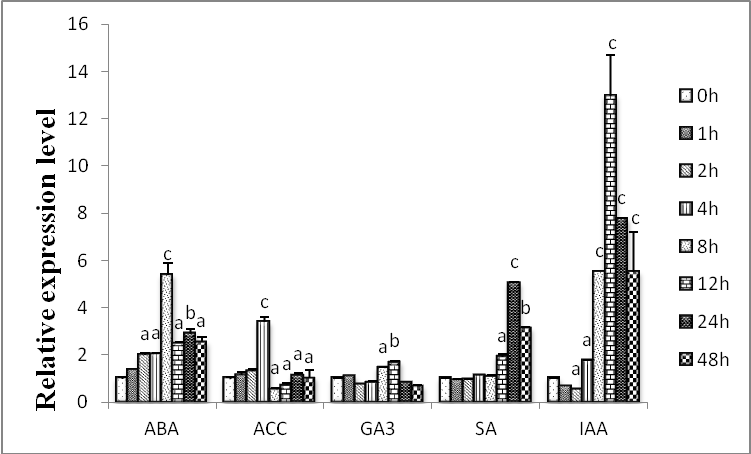 Relative expression level
16
14
12
10
8
6
4
2
0
a a c a b a
c a a a a
a b
a c b
a a c c c c
ABA ACC GA3 SA IAA
0h
1h
2h
4h
8h
12h
24h
48h